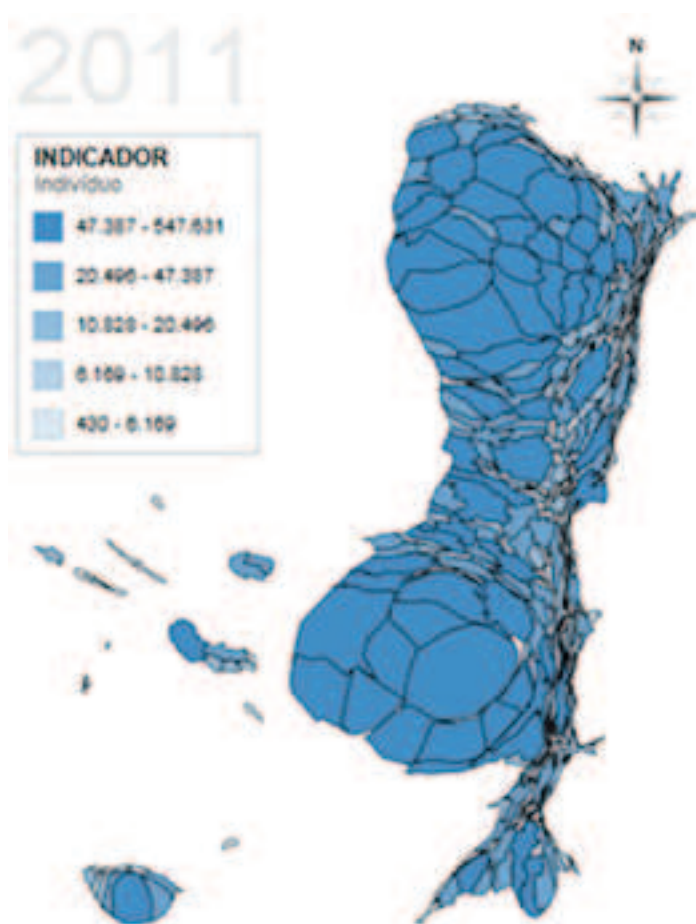 2011
N
INDICADOR
Indivíduo
47.387 - 547.631
20.496 - 47.387
10.828 - 20.496
6.169 - 10.828
430 - 6.169